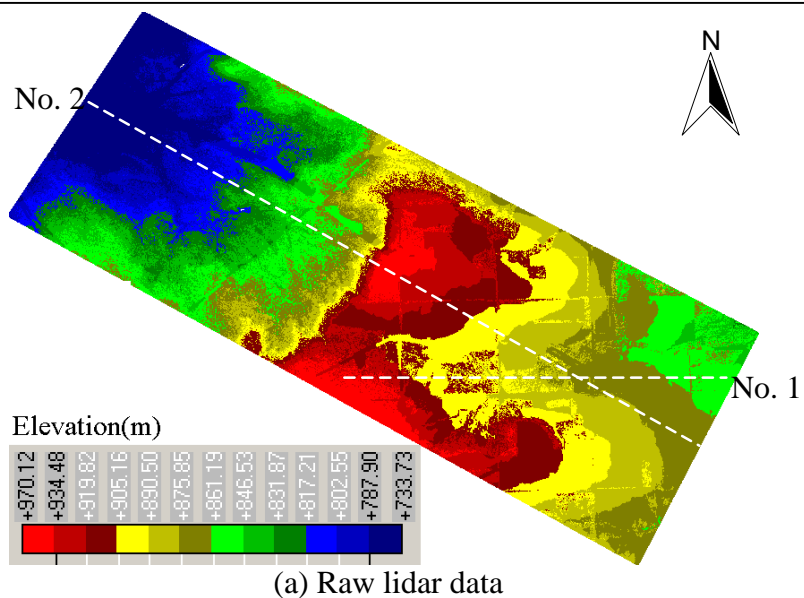 N
No. 2
No. 1
Elevation(m)
+970.12
+934.48
+919.82
+905.16
+890.50
+875.85
+861.19
+846.53
+831.87
+817.21
+802.55
+787.90
+733.73
(a) Raw lidar data